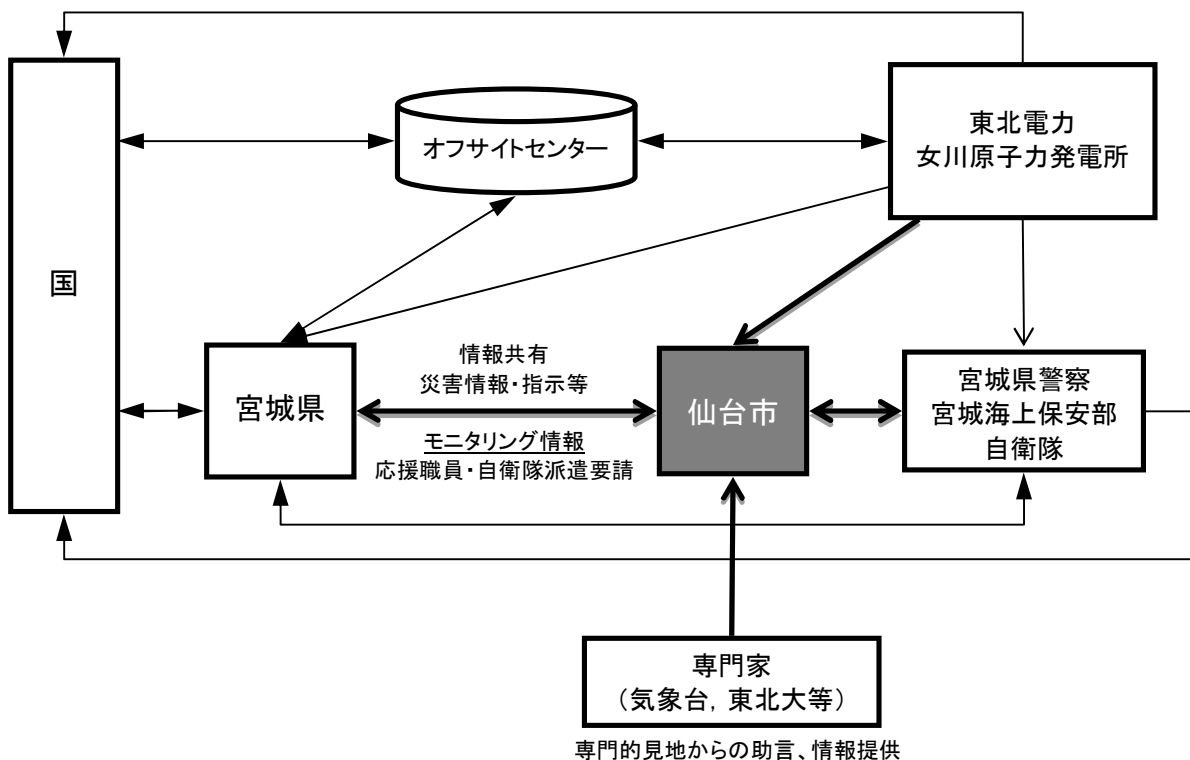 東北電力
女川原子力発電所
オフサイトセンター
国
情報共有
災害情報・指示等
宮城県
仙台市
宮城県警察
宮城海上保安部
自衛隊
モニタリング情報
応援職員・自衛隊派遣要請
専門家
（気象台，東北大等）
専門的見地からの助言、情報提供